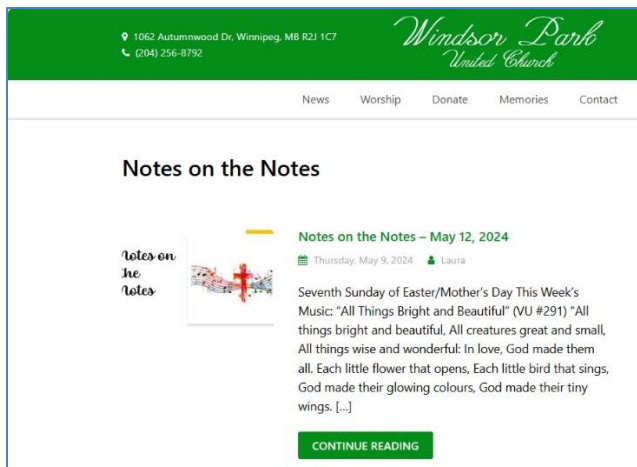 1062 Autumnwood Dr, Winnipeg, MB R2J 1C7
(204) 256-8792
Windsor Park
United Church
News Worship Donate Memories Contact
Notes on the Notes
Notes on
the
Notes
Notes on the Notes – May 12, 2024
Thursday, May 9, 2024 Laura
Seventh Sunday of Easter/Mother's Day This Week's
Music: “All Things Bright and Beautiful” (VU #291) “All
things bright and beautiful, All creatures great and small,
All things wise and wonderful: In love, God made them
all. Each little flower that opens, Each little bird that sings,
God made their glowing colours, God made their tiny
wings. […]
CONTINUE READING